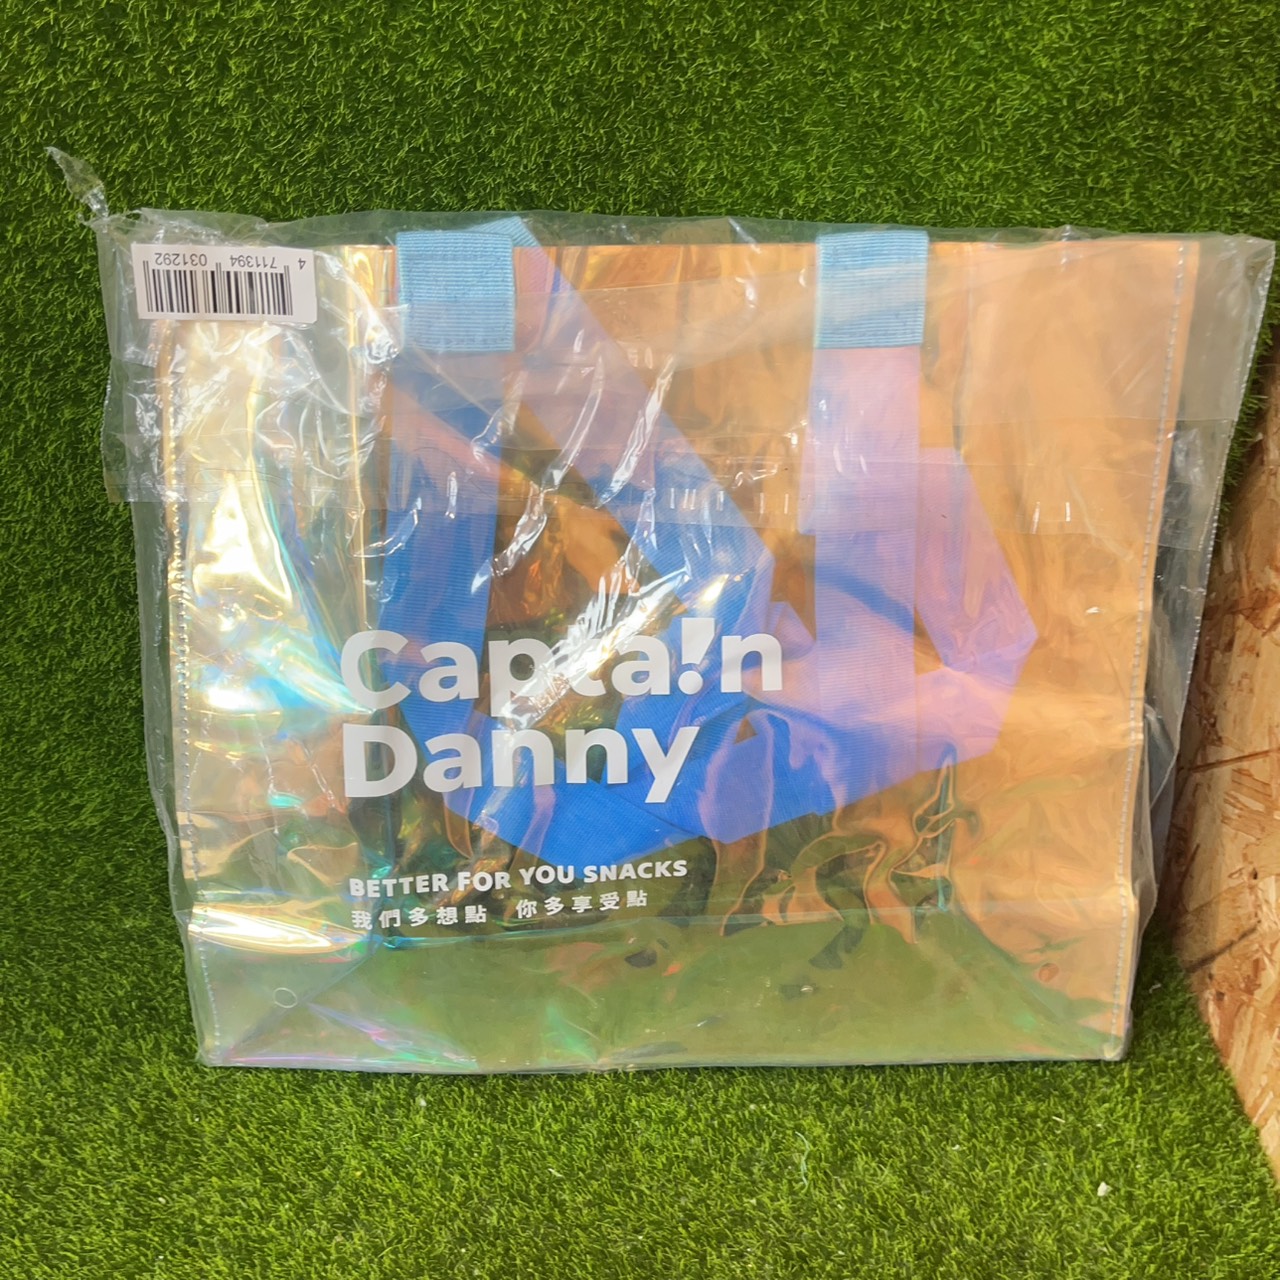 4 711394 031292
Capta!n
Danny
BETTER FOR YOU SNACKS
我們多想點 你多享受點